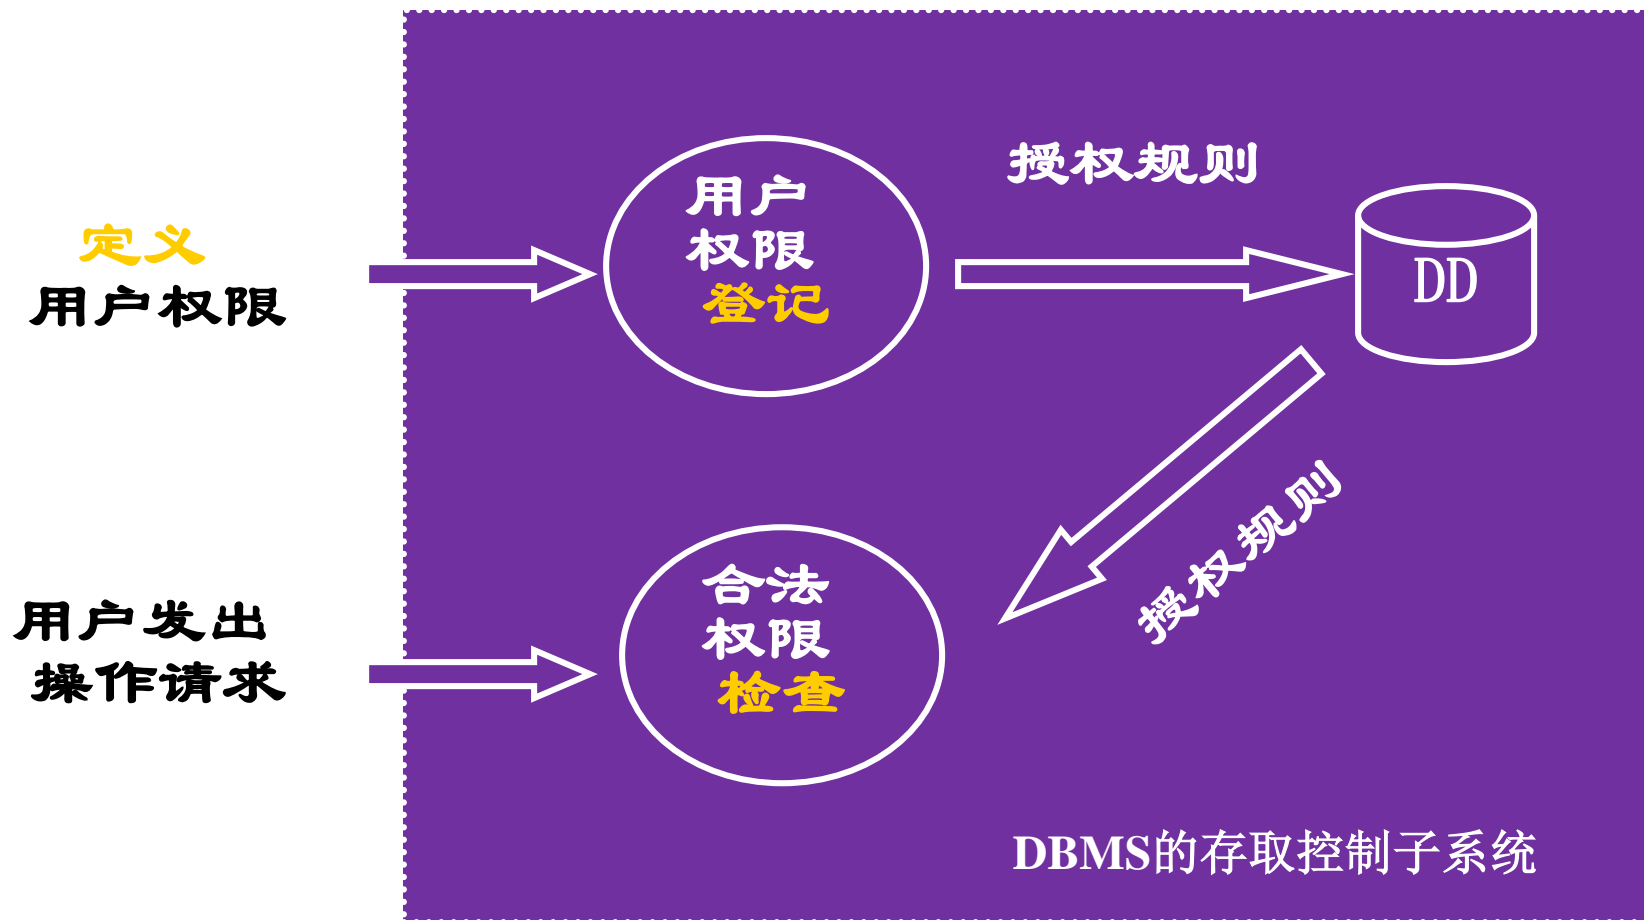 定义
用户权限
用户
权限
登记
授权规则
DD
授权规则
用户发出
操作请求
合法
权限
检查
DBMS的存取控制子系统